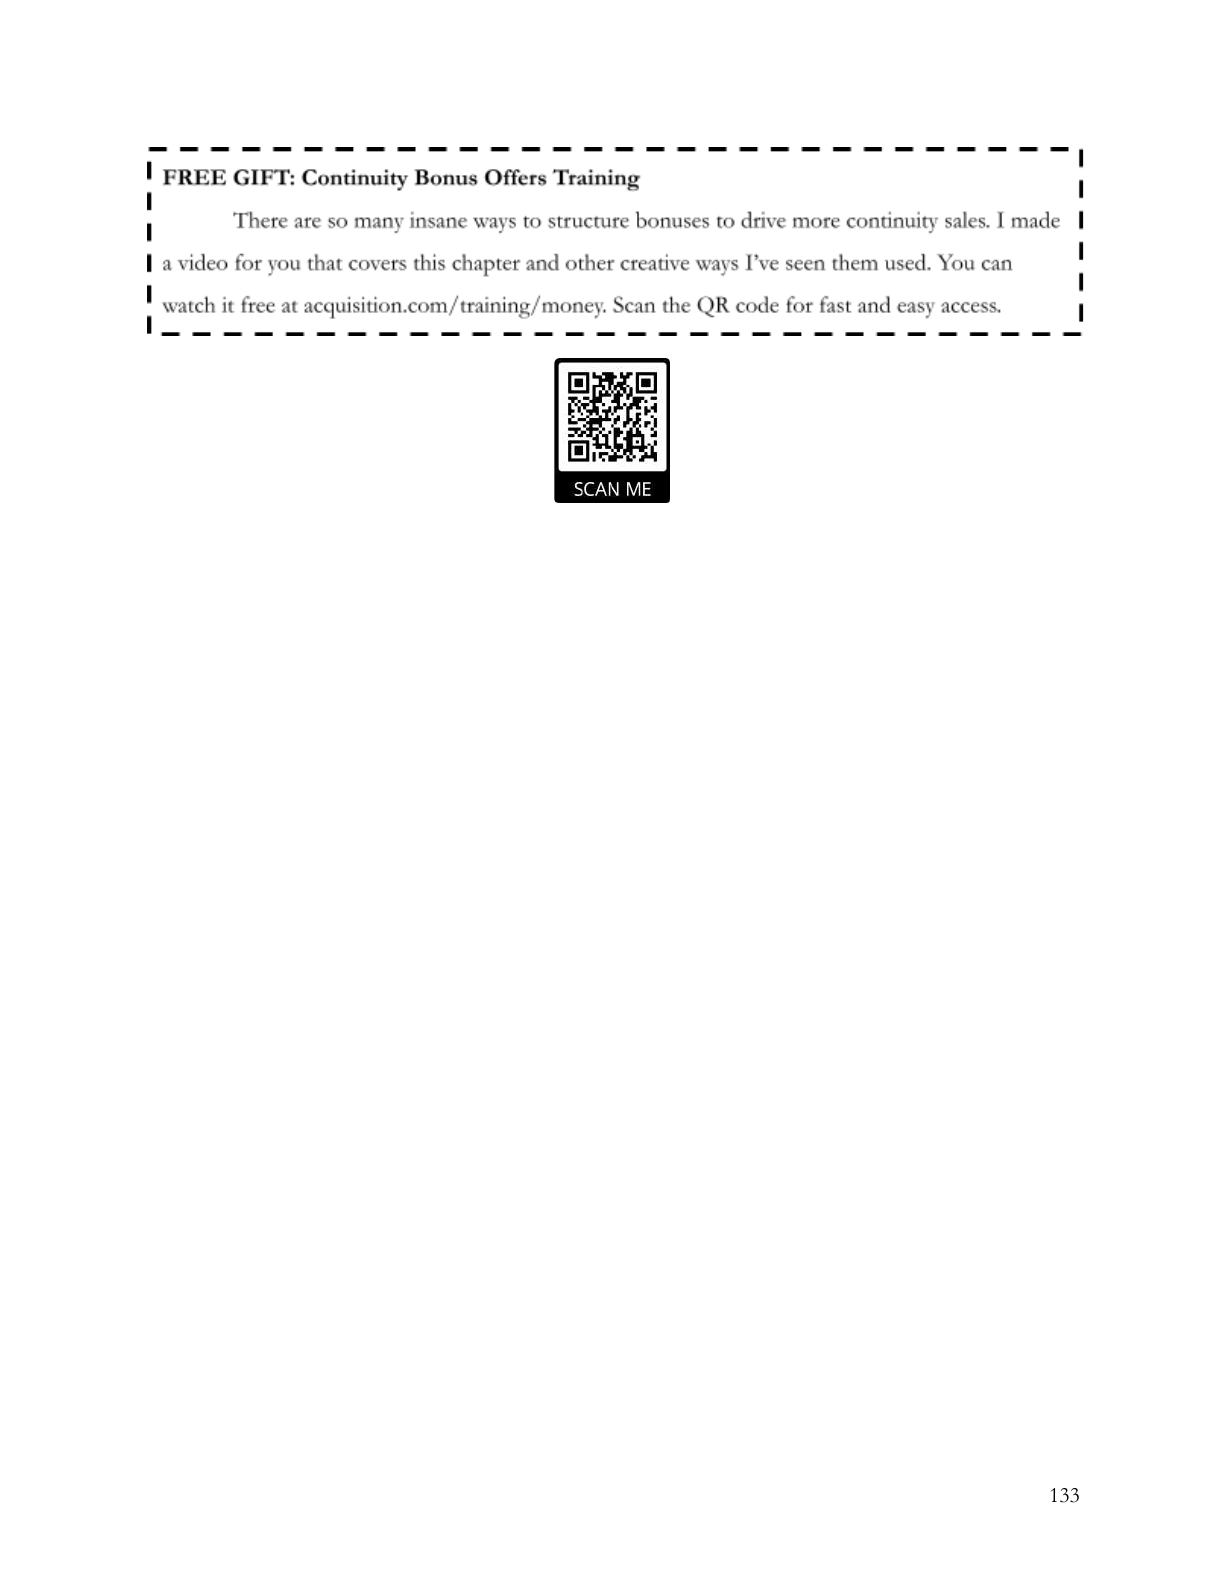 FREE GIFT: Continuity Bonus Offers Training
There are so many insane ways to structure bonuses to drive more continuity sales. I made
a video for you that covers this chapter and other creative ways I've seen them used. You can
watch it free at acquisition.com/training/money. Scan the QR code for fast and easy access.
SCAN ME
133